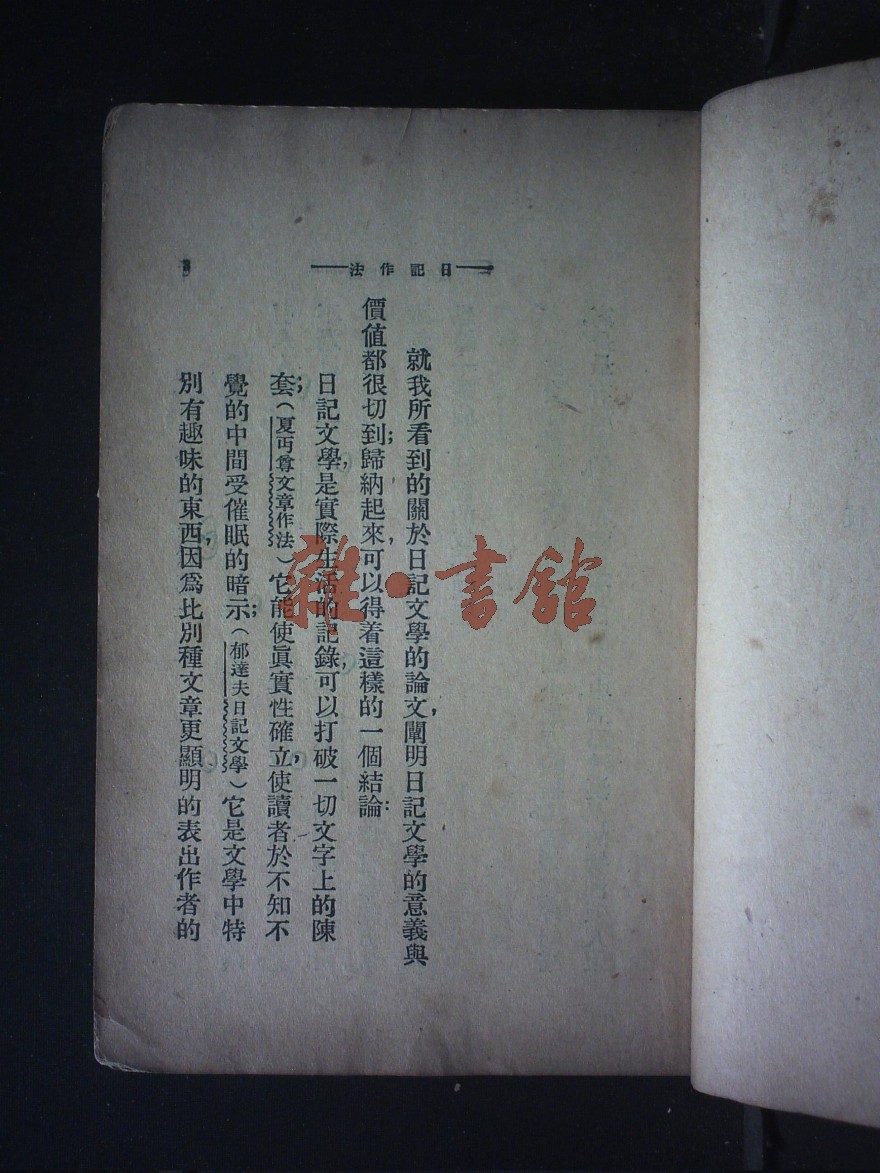 日記作法
就我所看到的關於日記文學的論文,闡明日記文學的意義與
價值都很切到;歸納起來,可以得着這樣的一個結論:
日記文學,是實際生活的記錄,可以打破一切文字上的陳
套;(夏丏尊文章作法)它能使眞實性確立,使讀者於不知不
覺的中間受催眠的暗示;(郁達夫日記文學)它是文學中特
別有趣味的東西,因爲比別種文章更顯明的表出作者的
雜·書館